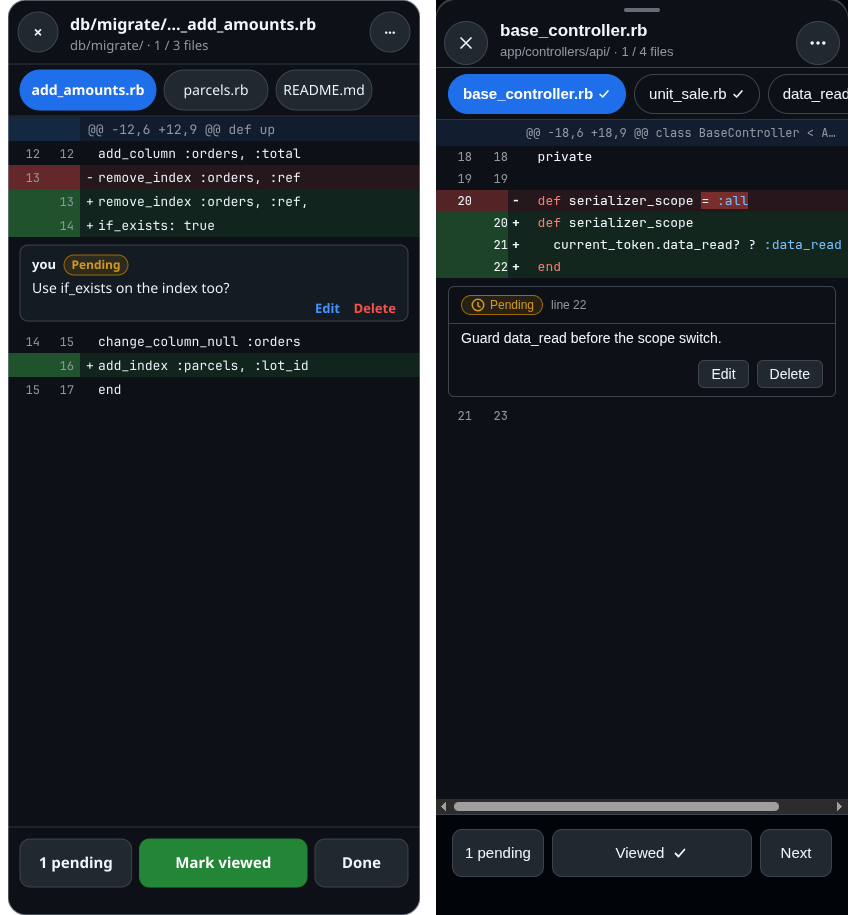 ×
db/migrate/..._add_amounts.rb
db/migrate/ · 1 / 3 files
...
add_amounts.rb
parcels.rb
README.md
@@ -12,6 +12,9 @@ def up
12 12 add_column :orders, :total
13 - remove_index :orders, :ref
13 + remove_index :orders, :ref,
14 + if_exists: true
you Pending
Use if_exists on the index too?
Edit Delete
14 15 change_column_null :orders
16 + add_index :parcels, :lot_id
15 17 end
1 pending
Mark viewed
Done
base_controller.rb
app/controllers/api/ · 1 / 4 files
base_controller.rb ✓
unit_sale.rb ✓
data_read
@@ -18,6 +18,9 @@ class BaseController < A…
18 18 private
19 19
20 - def serializer_scope = :all
20 + def serializer_scope
21 + current_token.data_read? ? :data_read
22 + end
Pending line 22
Guard data_read before the scope switch.
Edit Delete
21 23
1 pending
Viewed ✓
Next